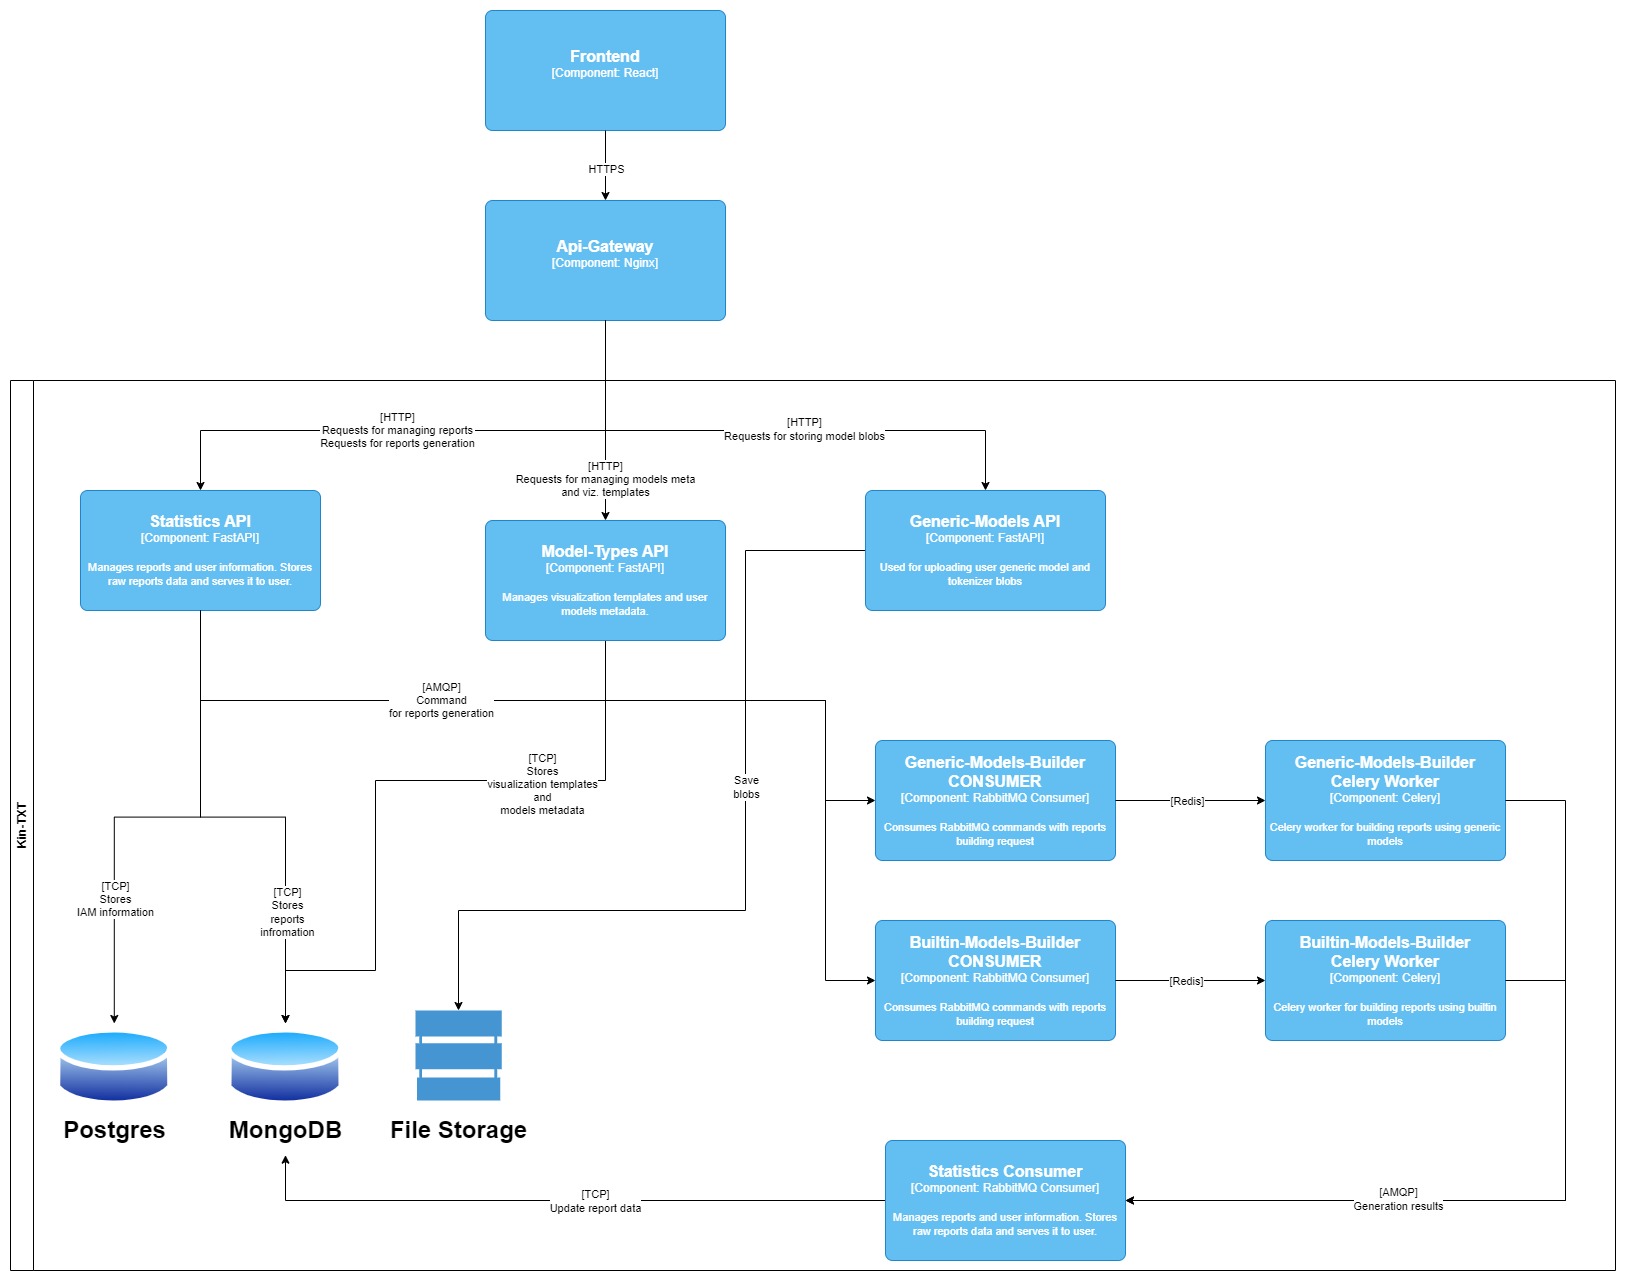 Frontend
[Component: React]
HTTPS
Api-Gateway
[Component: Nginx]
Kin-TXT
[HTTP]
Requests for managing reports
Requests for reports generation
[HTTP]
Requests for storing model blobs
[HTTP]
Requests for managing models meta
and viz. templates
Statistics API
[Component: FastAPI]
Manages reports and user information. Stores
raw reports data and serves it to user.
Model-Types API
[Component: FastAPI]
Manages visualization templates and user
models metadata.
Generic-Models API
[Component: FastAPI]
Used for uploading user generic model and
tokenizer blobs
[AMQP]
Command
for reports generation
[TCP]
Stores
visualization templates
and
models metadata
Save
blobs
Generic-Models-Builder
CONSUMER
[Component: RabbitMQ Consumer]
Consumes RabbitMQ commands with reports
building request
[Redis]
Generic-Models-Builder
Celery Worker
[Component: Celery]
Celery worker for building reports using generic
models
[TCP]
Stores
IAM information
[TCP]
Stores
reports
infromation
Builtin-Models-Builder
CONSUMER
[Component: RabbitMQ Consumer]
Consumes RabbitMQ commands with reports
building request
[Redis]
Builtin-Models-Builder
Celery Worker
[Component: Celery]
Celery worker for building reports using builtin
models
Postgres
MongoDB
File Storage
Statistics Consumer
[Component: RabbitMQ Consumer]
Manages reports and user information. Stores
raw reports data and serves it to user.
[TCP]
Update report data
[AMQP]
Generation results